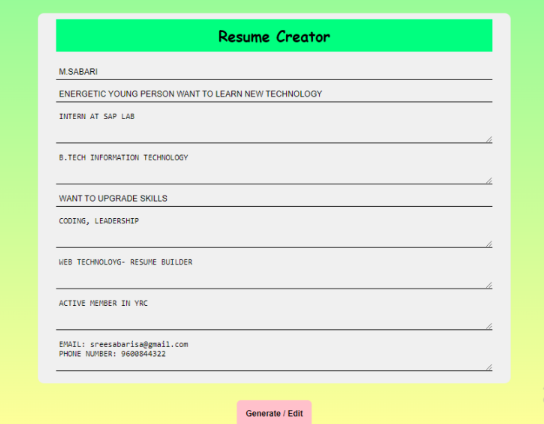 Resume Creator
M.SABARI
ENERGETIC YOUNG PERSON WANT TO LEARN NEW TECHNOLOGY
INTERN AT SAP LAB
B.TECH INFORMATION TECHNOLOGY
WANT TO UPGRADE SKILLS
CODING, LEADERSHIP
WEB TECHNOLOYG- RESUME BUILDER
ACTIVE MEMBER IN YRC
EMAIL: sreesabarisa@gmail.com
PHONE NUMBER: 9600844322
Generate / Edit